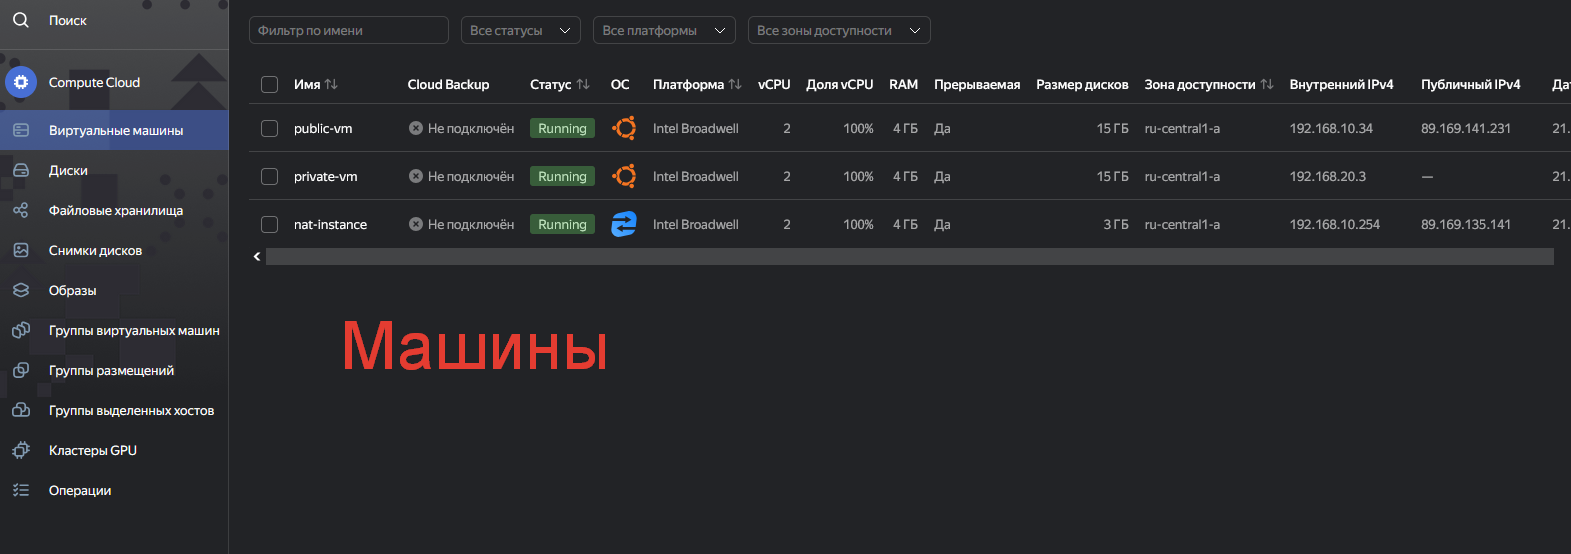 Поиск
Compute Cloud
Виртуальные машины
Диски
Файловые хранилища
Снимки дисков
Образы
Группы виртуальных машин
Группы размещений
Группы выделенных хостов
Кластеры GPU
Операции
Фильтр по имени Все статусы Все платформы Все зоны доступности
Имя Cloud Backup Статус ОС Платформа vCPU Доля vCPU RAM Прерываемая Размер дисков Зона доступности Внутренний IPv4 Публичный IPv4
public-vm Не подключён Running Intel Broadwell 2 100% 4 ГБ Да 15 ГБ ru-central1-a 192.168.10.34 89.169.141.231 21.
private-vm Не подключён Running Intel Broadwell 2 100% 4 ГБ Да 15 ГБ ru-central1-a 192.168.20.3 — 21.
nat-instance Не подключён Running Intel Broadwell 2 100% 4 ГБ Да 3 ГБ ru-central1-a 192.168.10.254 89.169.135.141 21.
Машины